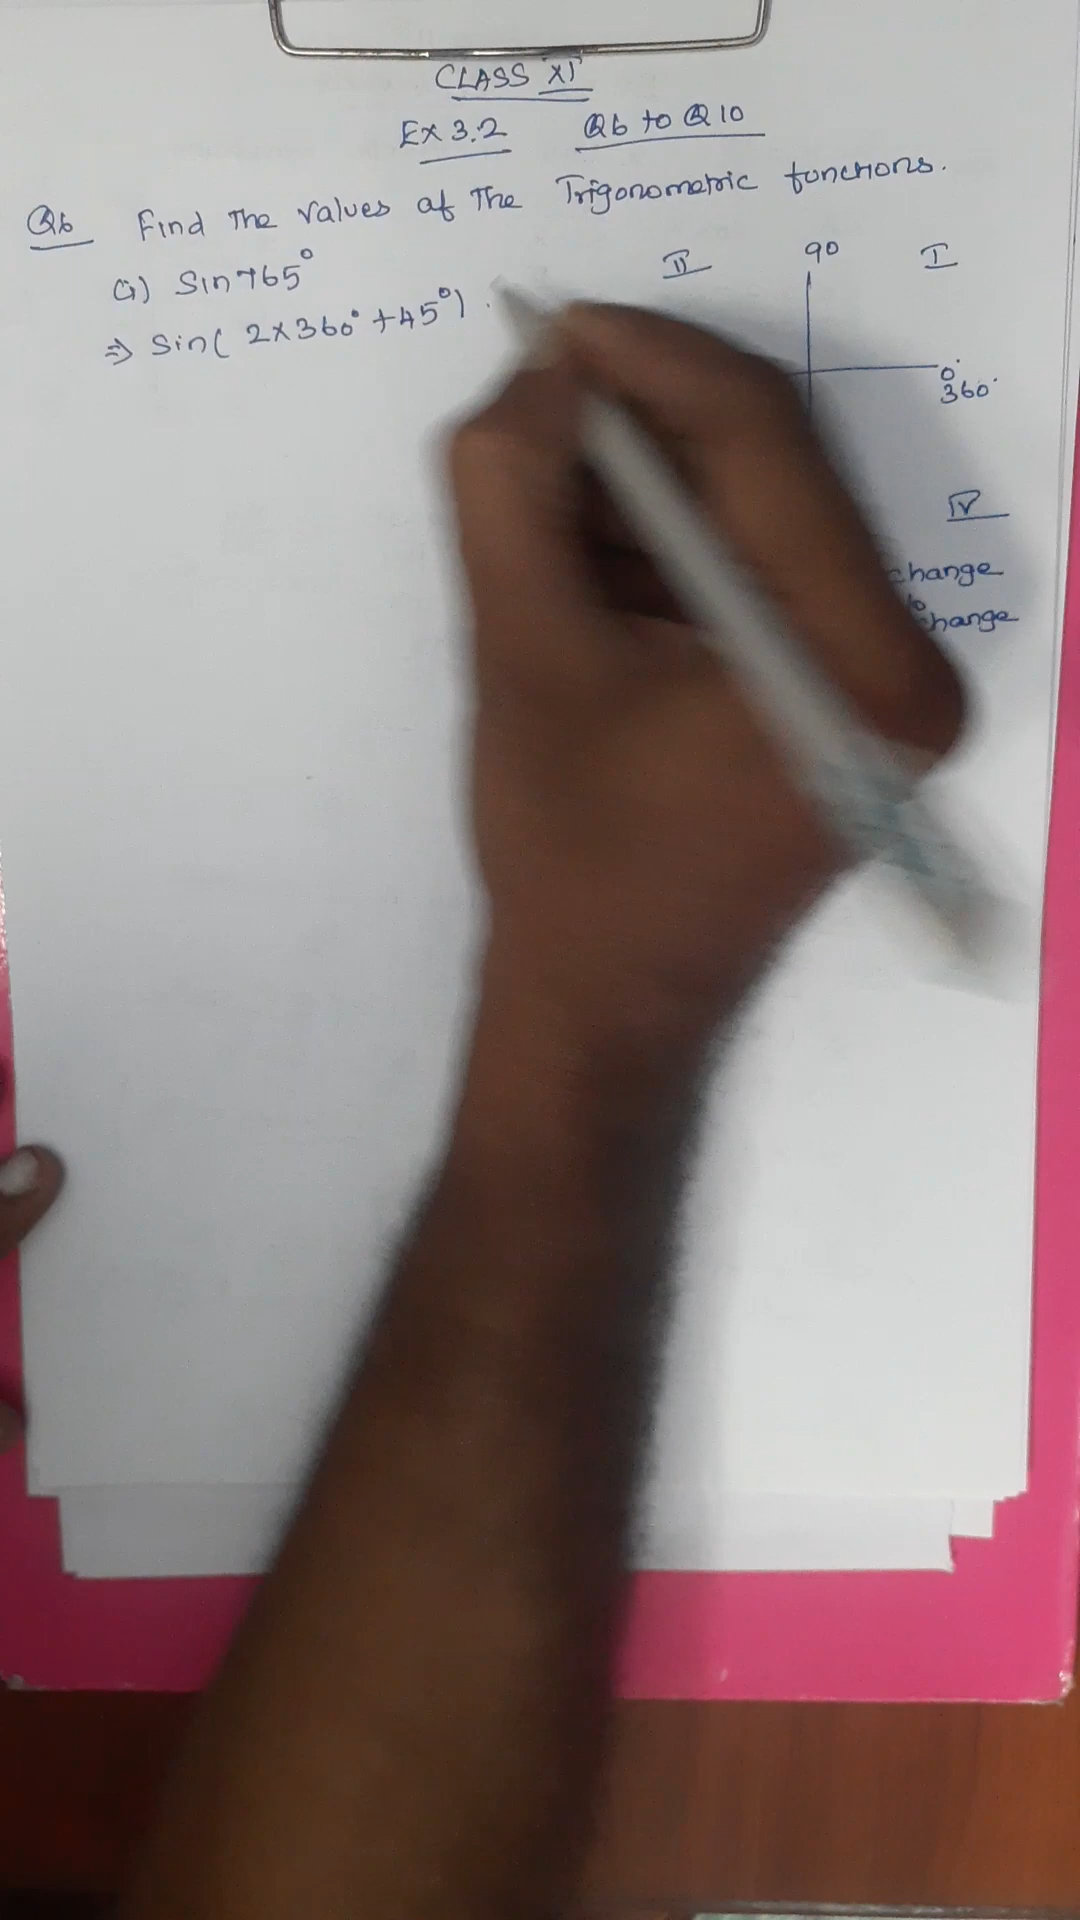 CLASS XI
EX 3.2 Q6 to Q10
Q6 Find The Values of The Trigonometric functions.
(i) Sin 765°
⇒ Sin( 2×360° +45°)
II 90 I
0°
360°
IV
change
to
change